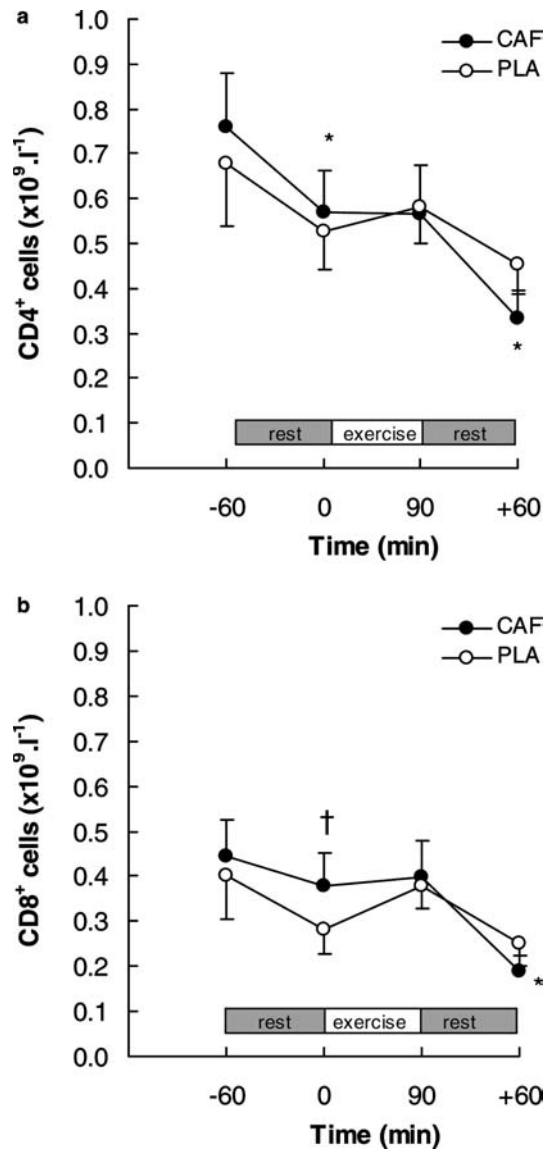 a
CAF
PLA
1.0
0.9
0.8
0.7
0.6
0.5
0.4
0.3
0.2
0.1
0.0
CD4⁺ cells (x10⁹.l⁻¹)
*
*
rest exercise rest
-60 0 90 +60
Time (min)
b
CAF
PLA
1.0
0.9
0.8
0.7
0.6
0.5
0.4
0.3
0.2
0.1
0.0
CD8⁺ cells (x10⁹.l⁻¹)
†
*
rest exercise rest
-60 0 90 +60
Time (min)